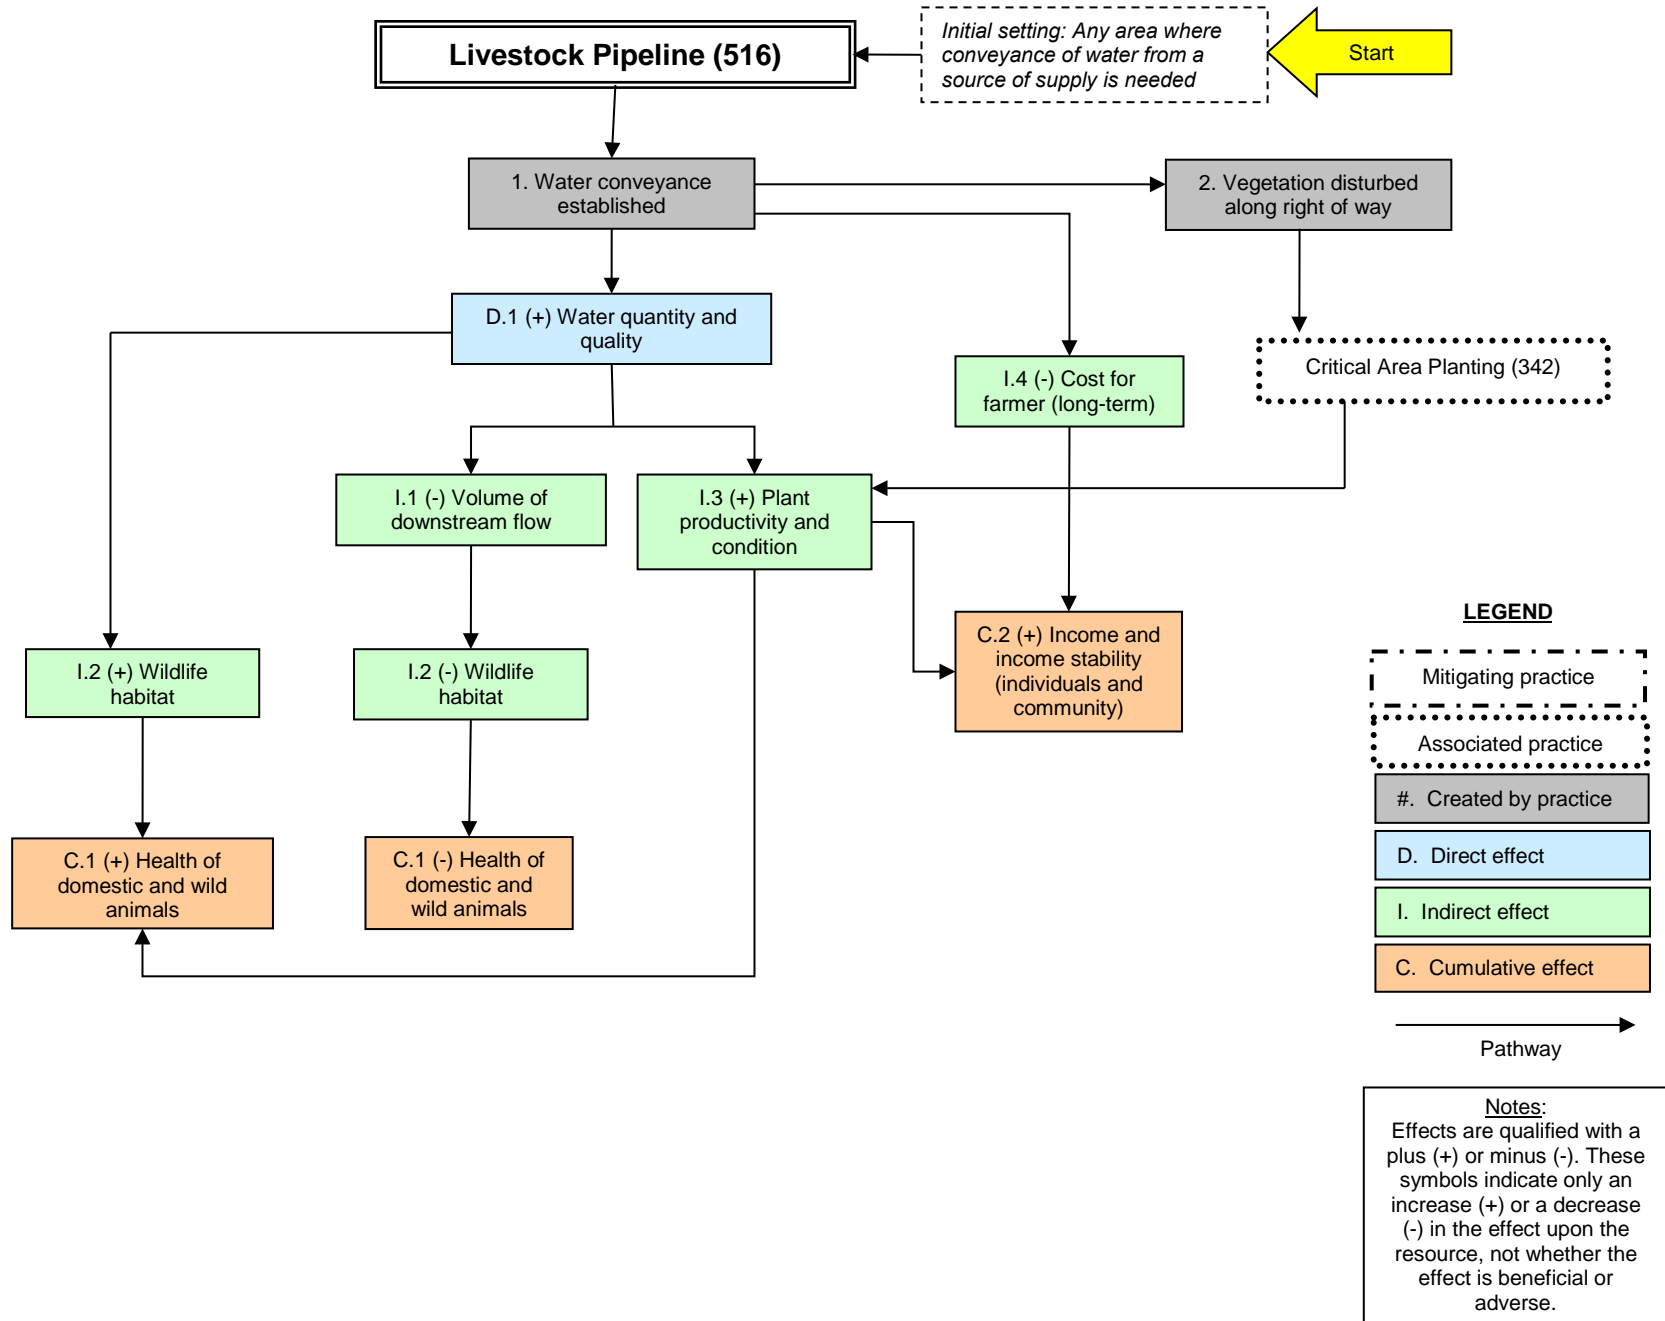 Livestock Pipeline (516)
Initial setting: Any area where
conveyance of water from a
source of supply is needed
Start
1. Water conveyance
established
2. Vegetation disturbed
along right of way
D.1 (+) Water quantity and
quality
I.4 (-) Cost for
farmer (long-term)
Critical Area Planting (342)
I.1 (-) Volume of
downstream flow
I.3 (+) Plant
productivity and
condition
I.2 (+) Wildlife
habitat
I.2 (-) Wildlife
habitat
C.2 (+) Income and
income stability
(individuals and
community)
C.1 (+) Health of
domestic and wild
animals
C.1 (-) Health of
domestic and
wild animals
LEGEND
Mitigating practice
Associated practice
#. Created by practice
D. Direct effect
I. Indirect effect
C. Cumulative effect
Pathway
Notes:
Effects are qualified with a
plus (+) or minus (-). These
symbols indicate only an
increase (+) or a decrease
(-) in the effect upon the
resource, not whether the
effect is beneficial or
adverse.